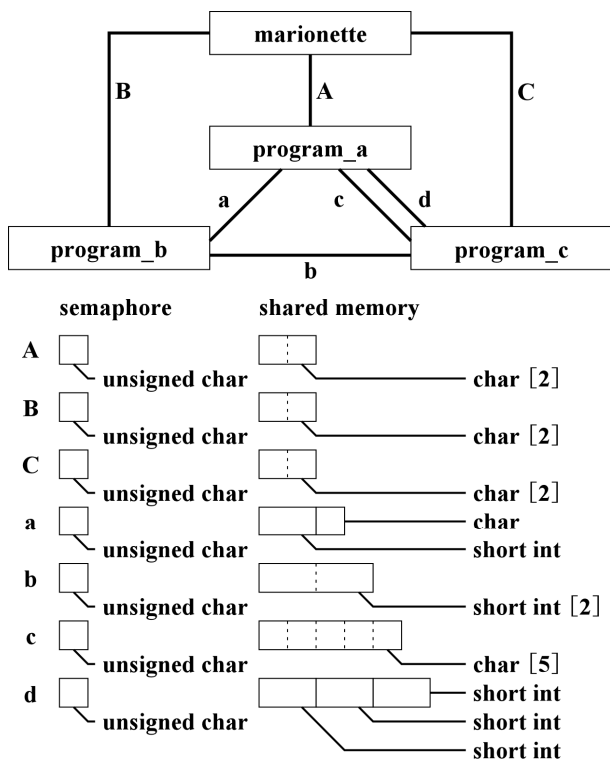 marionette
B
A
C
program_a
a
c
d
program_b
program_c
b
semaphore shared memory
A
unsigned char char [2]
B
unsigned char char [2]
C
unsigned char char [2]
a
char
unsigned char short int
b
unsigned char short int [2]
c
unsigned char char [5]
d
short int
unsigned char short int
short int